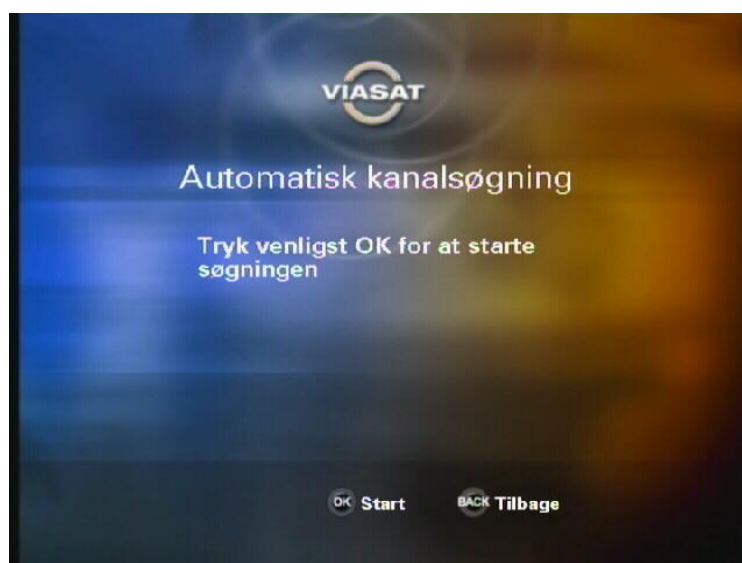 VIASAT
Automatisk kanalsøgning
Tryk venligst OK for at starte
søgningen
OK Start BACK Tilbage